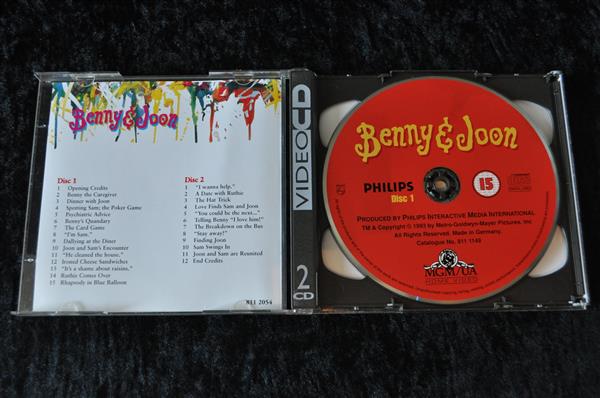 Benny & Joon
Disc 1
1 Opening Credits
2 Benny the Caregiver
3 Dinner with Joon
4 Spotting Sam; the Poker Game
5 Psychiatric Advice
6 Benny's Quandary
7 The Card Game
8 "I'm Sam."
9 Dallying at the Diner
10 Joon and Sam's Encounter
11 "He cleaned the house."
12 Ironed Cheese Sandwiches
13 "It's a shame about raisins."
14 Ruthie Comes Over
15 Rhapsody in Blue Balloon
Disc 2
1 "I wanna help."
2 A Date with Ruthie
3 The Hat Trick
4 Love Finds Sam and Joon
5 "You could be the next..."
6 Telling Benny "I love him!"
7 The Breakdown on the Bus
8 "Stay away!"
9 Finding Joon
10 Sam Swings In
11 Joon and Sam are Reunited
12 End Credits
811 2054
VIDEO CD
2
CD
Benny & Joon
PHILIPS
Disc 1
15
PRODUCED BY PHILIPS INTERACTIVE MEDIA INTERNATIONAL
TM & Copyright © 1993 by Metro-Goldwyn-Mayer Pictures, Inc.
All Rights Reserved. Made in Germany.
Catalogue No. 811 1149
MGM/UA
HOME VIDEO